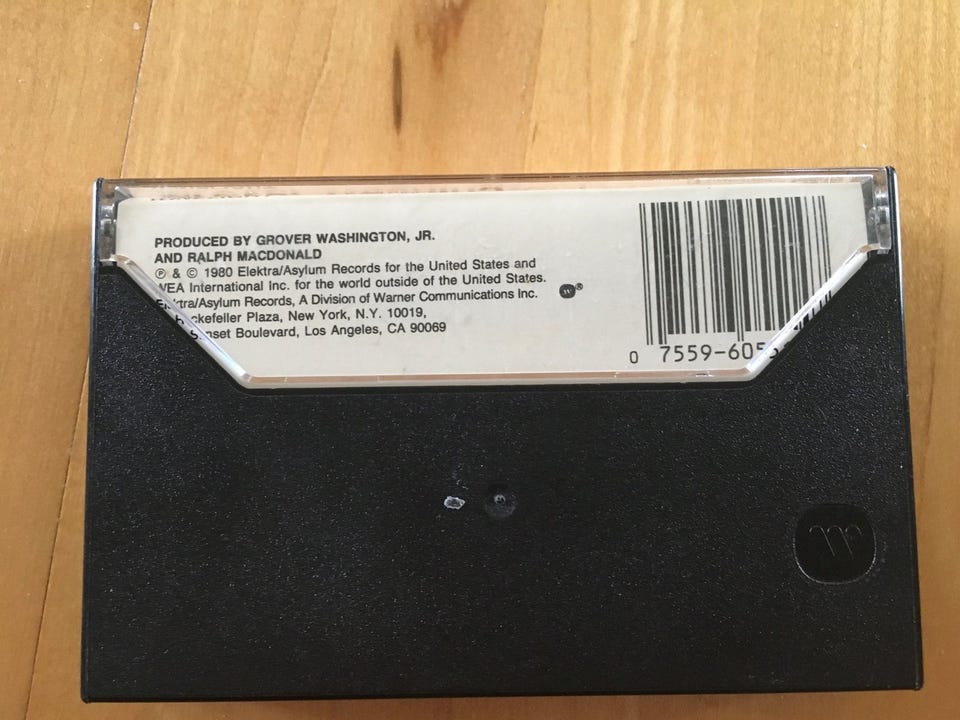 PRODUCED BY GROVER WASHINGTON, JR.
AND RALPH MACDONALD
Ⓟ & © 1980 Elektra/Asylum Records for the United States and
WEA International Inc. for the world outside of the United States.
Elektra/Asylum Records, A Division of Warner Communications Inc.
Plaza, New York, N.Y. 10019,
Boulevard, Los Angeles, CA 90069
0 7559-605